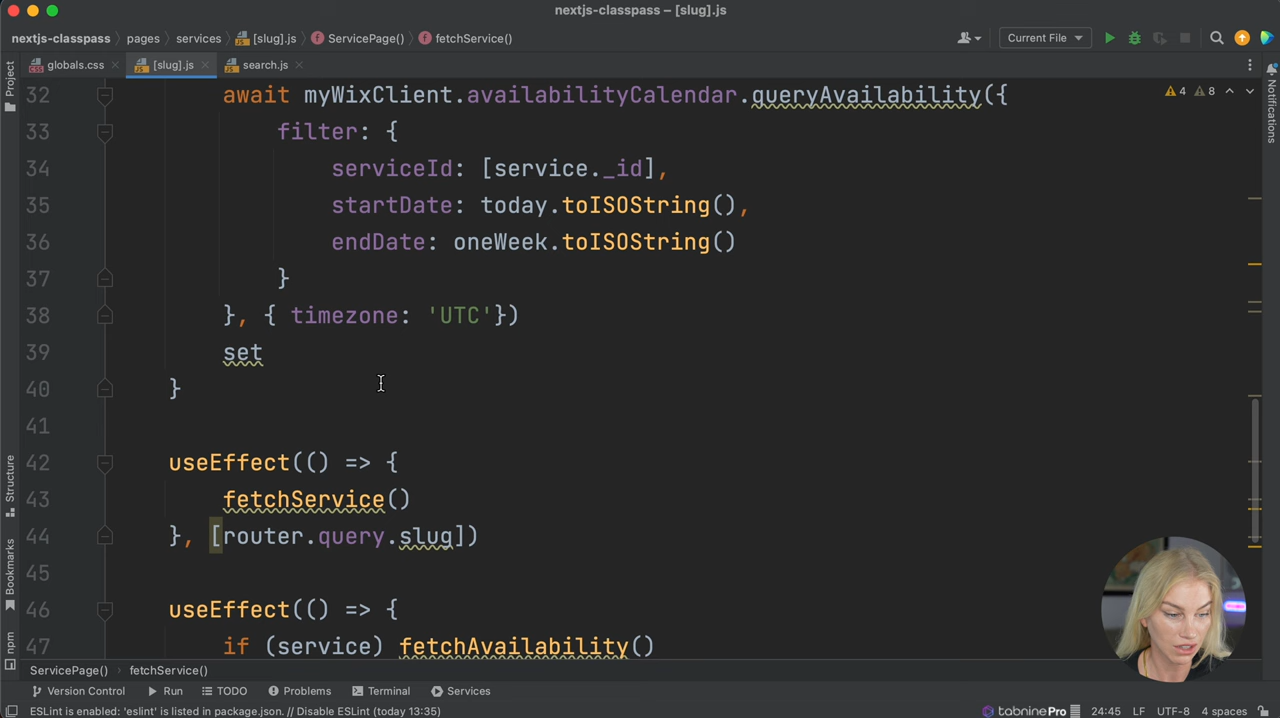 nextjs-classpass – [slug].js
nextjs-classpass pages services [slug].js ServicePage() fetchService() Current File
globals.css [slug].js search.js
Project
32 await myWixClient.availabilityCalendar.queryAvailability({
4 8
33 filter: {
34 serviceId: [service._id],
35 startDate: today.toISOString(),
36 endDate: oneWeek.toISOString()
37 }
38 }, { timezone: 'UTC'})
39 set
40 }
41
42 useEffect(() => {
43 fetchService()
44 }, [router.query.slug])
45
46 useEffect(() => {
47 if (service) fetchAvailability()
Notifications
Structure
Bookmarks
npm
ServicePage() fetchService()
Version Control Run TODO Problems Terminal Services
ESLint is enabled: 'eslint' is listed in package.json. // Disable ESLint (today 13:35) tabninePro 24:45 LF UTF-8 4 spaces